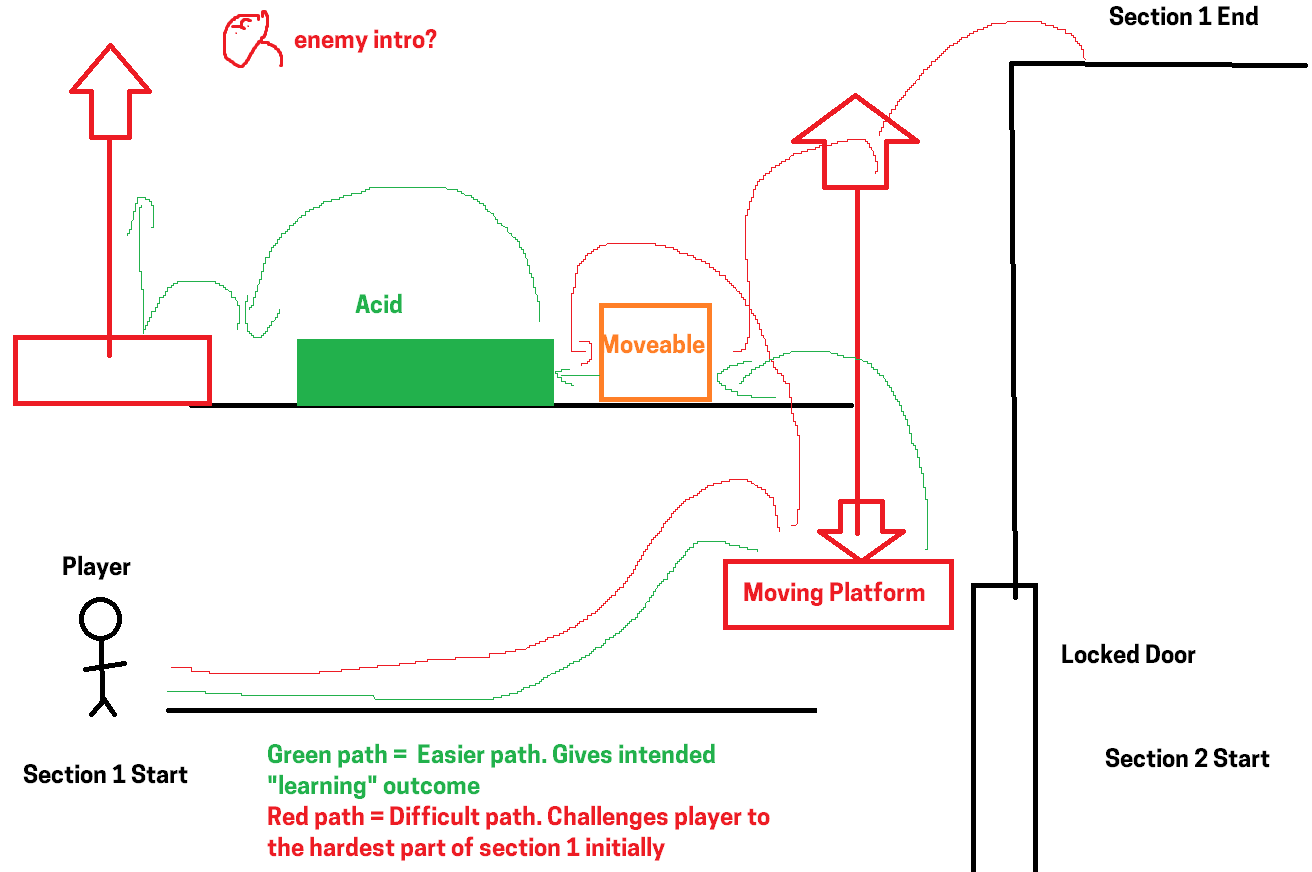 Section 1 End
enemy intro?
Acid
Moveable
Player
Moving Platform
Locked Door
Section 1 Start
Green path =  Easier path. Gives intended
"learning" outcome
Red path = Difficult path. Challenges player to
the hardest part of section 1 initially
Section 2 Start